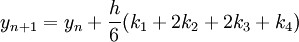 y_{n+1} = y_n + \frac{h}{6}(k_1 + 2k_2 + 2k_3 + k_4)